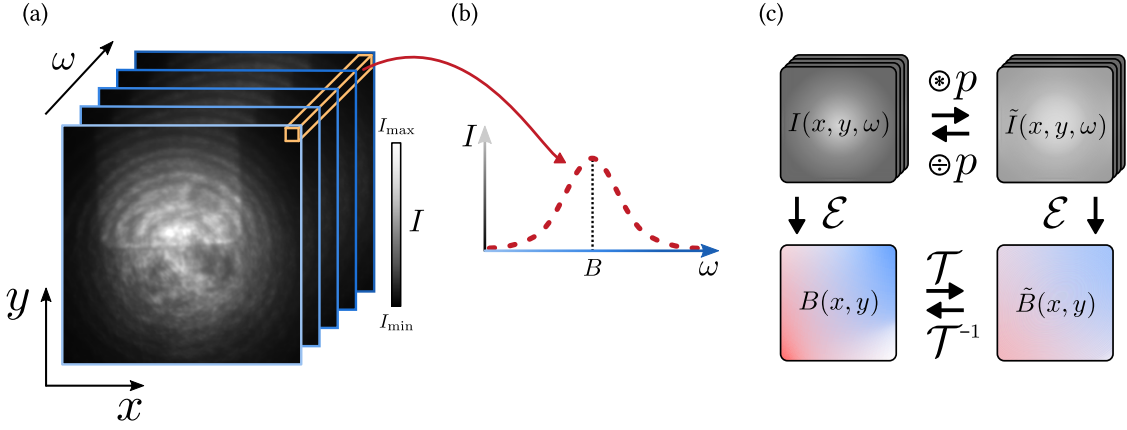 (a)
ω
I_max
I
I_min
y
x
(b)
I
B
ω
(c)
I(x, y, ω)
⊛p
Ĩ(x, y, ω)
⨸p
ℰ
ℰ
B(x, y)
𝒯
B̃(x, y)
𝒯⁻¹